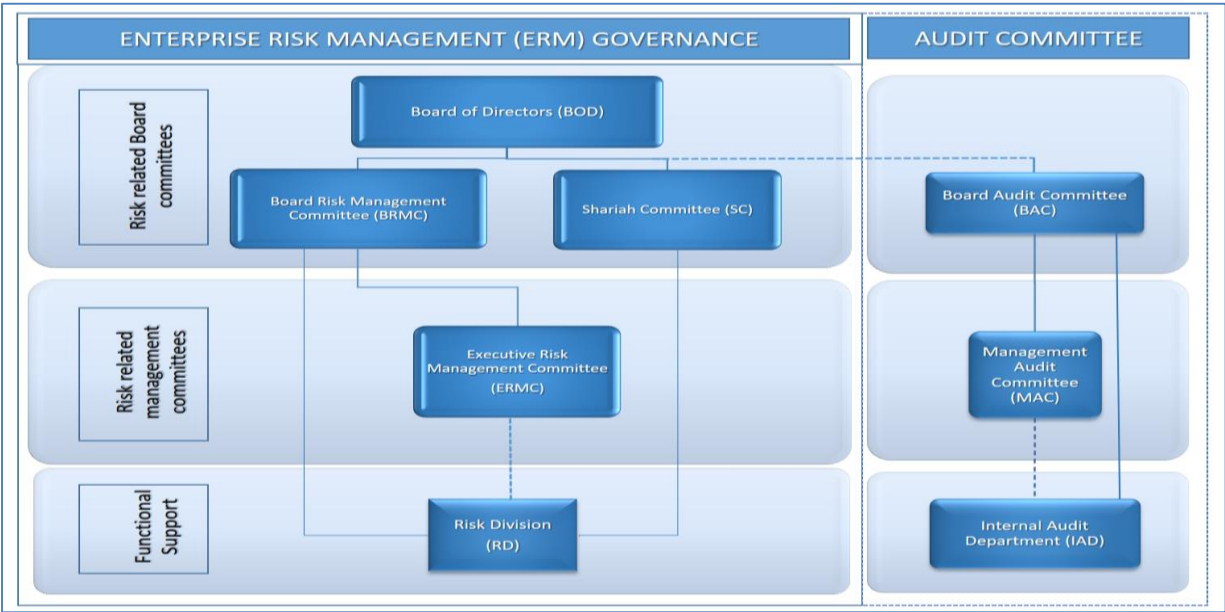 ENTERPRISE RISK MANAGEMENT (ERM) GOVERNANCE
AUDIT COMMITTEE
Risk related Board
committees
Board of Directors (BOD)
Board Risk Management
Committee (BRMC)
Shariah Committee (SC)
Board Audit Committee
(BAC)
Risk related
management
committees
Executive Risk
Management Committee
(ERMC)
Management
Audit
Committee
(MAC)
Functional
Support
Risk Division
(RD)
Internal Audit
Department (IAD)